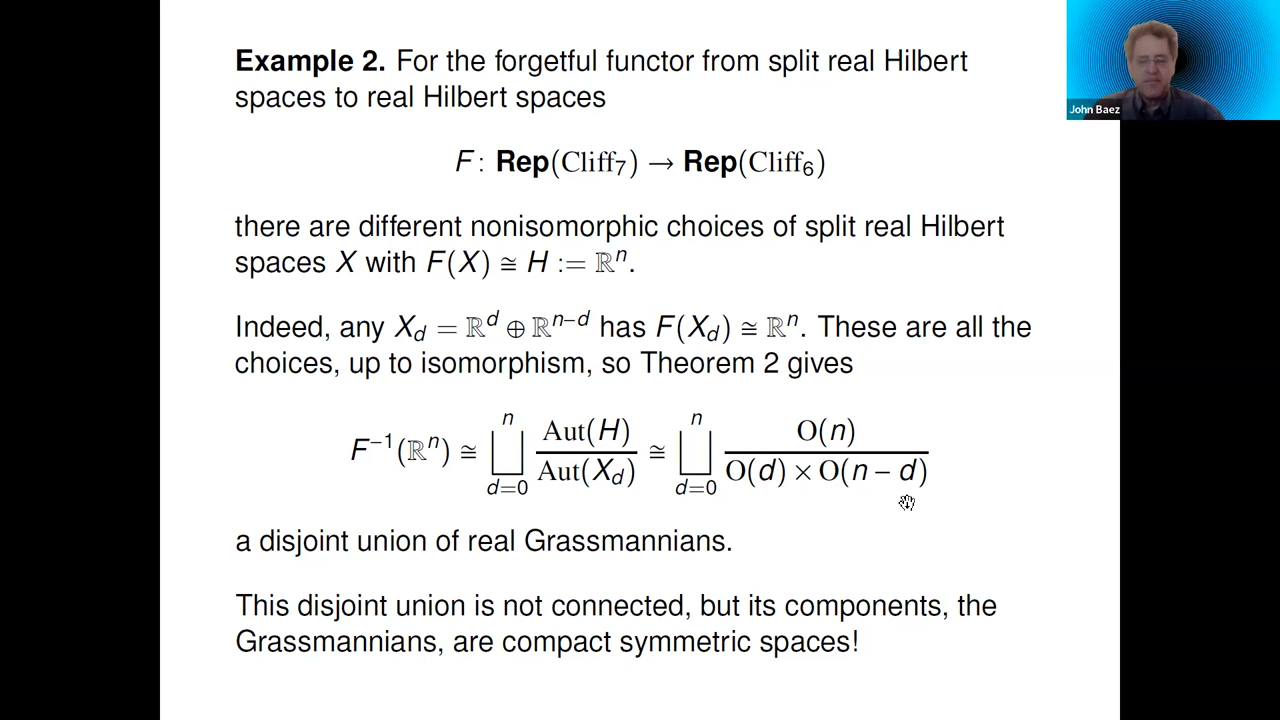 Example 2. For the forgetful functor from split real Hilbert
spaces to real Hilbert spaces
F : Rep(Cliff₇) → Rep(Cliff₆)
there are different nonisomorphic choices of split real Hilbert
spaces X with F(X) ≅ H := ℝⁿ.
Indeed, any X_d = ℝ^d ⊕ ℝ^{n−d} has F(X_d) ≅ ℝⁿ. These are all the
choices, up to isomorphism, so Theorem 2 gives
F⁻¹(ℝⁿ) ≅ ⨆_{d=0}^{n} Aut(H) / Aut(X_d) ≅ ⨆_{d=0}^{n} O(n) / O(d) × O(n − d)
a disjoint union of real Grassmannians.
This disjoint union is not connected, but its components, the
Grassmannians, are compact symmetric spaces!
John Baez